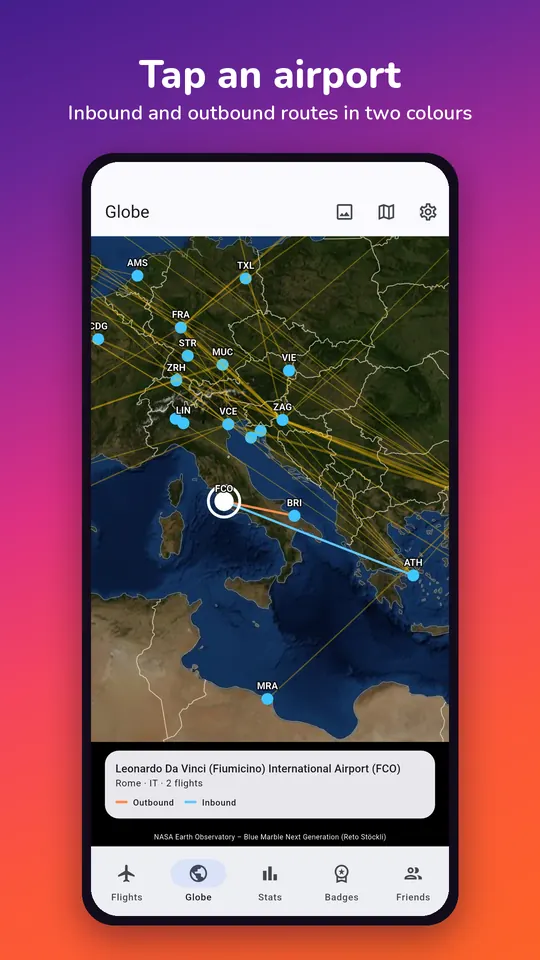 Tap an airport
Inbound and outbound routes in two colours
Globe
AMS
TXL
FRA
CDG
STR
MUC
VIE
ZRH
LIN
VCE
ZAG
FCO
BRI
ATH
MRA
Leonardo Da Vinci (Fiumicino) International Airport (FCO)
Rome · IT · 2 flights
Outbound Inbound
NASA Earth Observatory – Blue Marble Next Generation (Reto Stöckli)
Flights Globe Stats Badges Friends